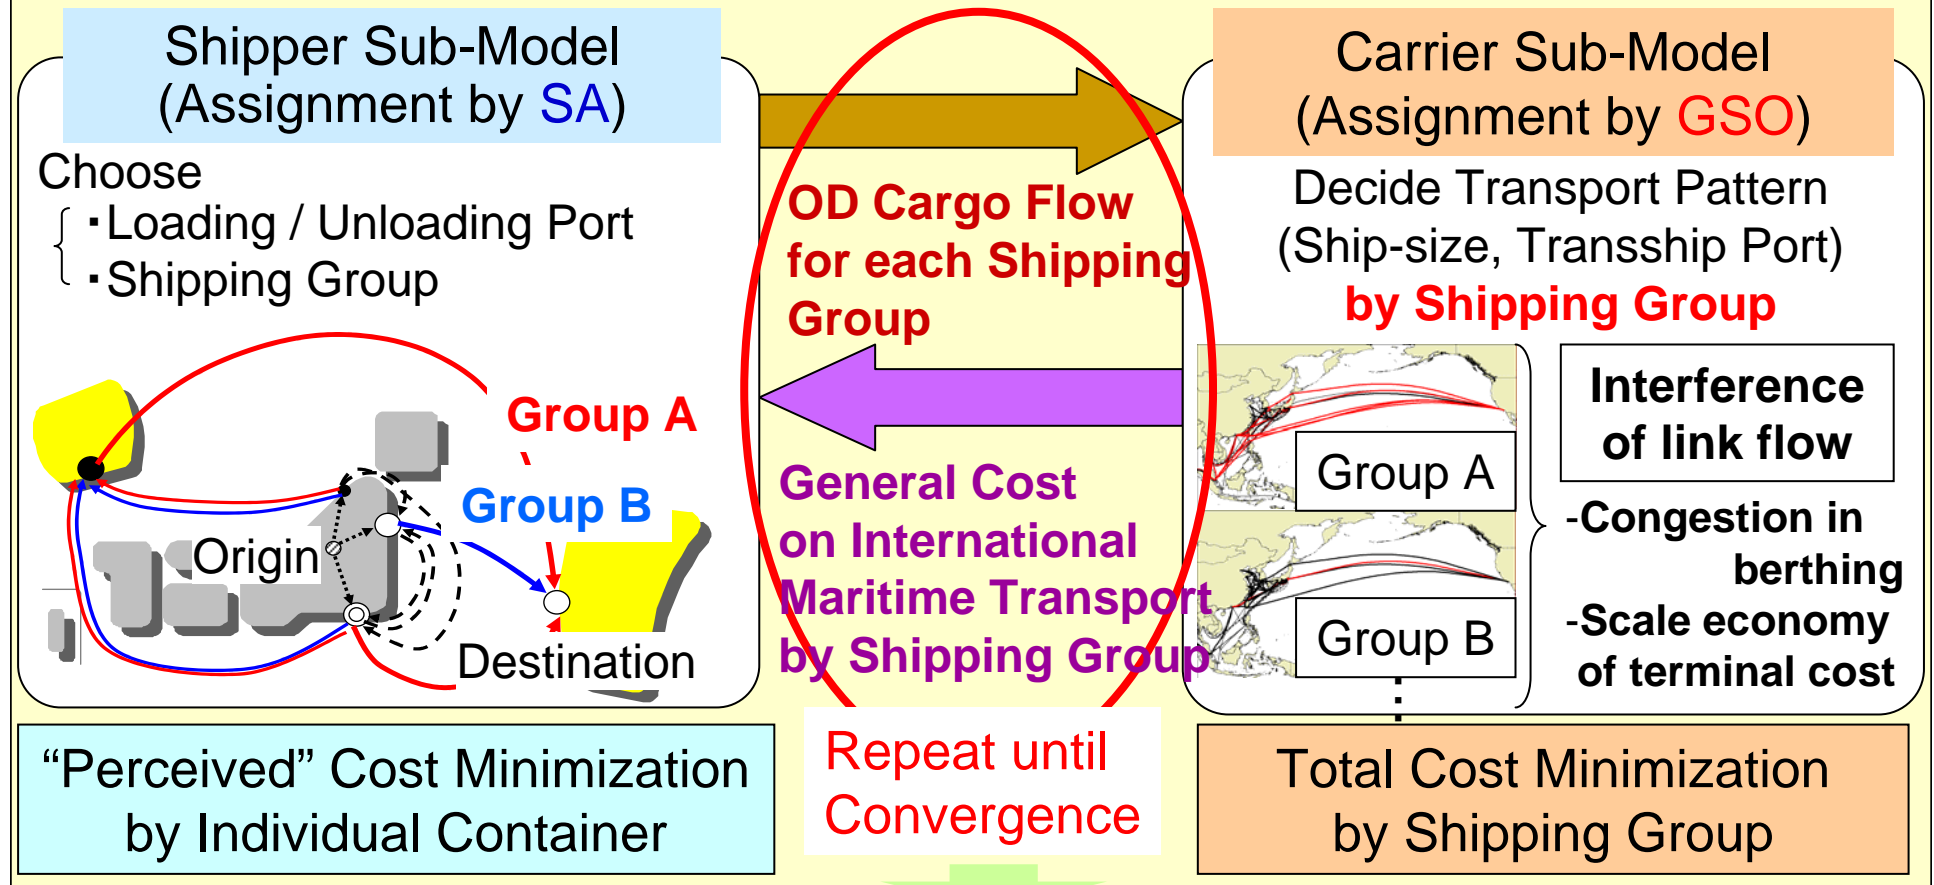 Shipper Sub-Model
(Assignment by SA)
Choose
・Loading / Unloading Port
・Shipping Group
Group A
Group B
Origin
Destination
“Perceived” Cost Minimization
by Individual Container
OD Cargo Flow
for each Shipping
Group
General Cost
on International
Maritime Transport
by Shipping Group
Repeat until
Convergence
Carrier Sub-Model
(Assignment by GSO)
Decide Transport Pattern
(Ship-size, Transship Port)
by Shipping Group
Group A
Group B
Interference
of link flow
-Congestion in
berthing
-Scale economy
of terminal cost
Total Cost Minimization
by Shipping Group